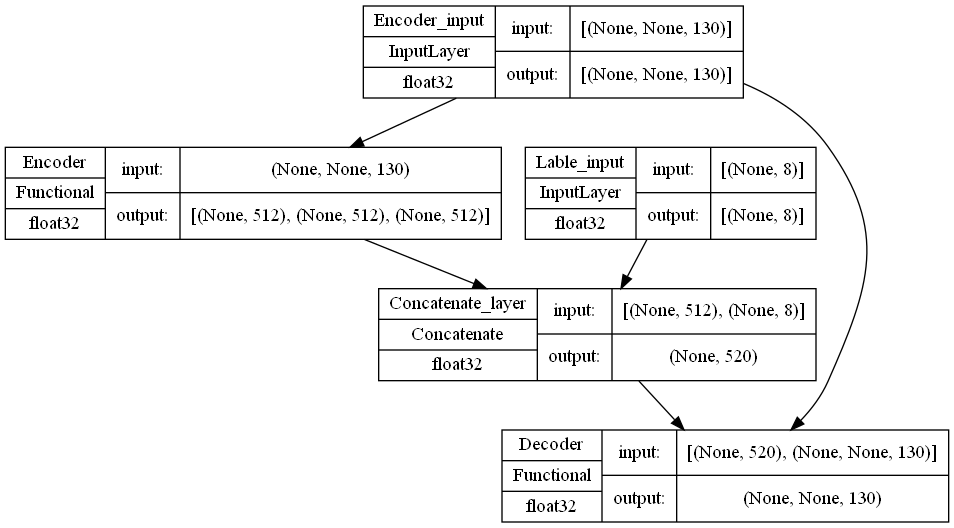 Encoder_input
InputLayer
float32
input:
[(None, None, 130)]
output:
[(None, None, 130)]
Encoder
Functional
float32
input:
(None, None, 130)
output:
[(None, 512), (None, 512), (None, 512)]
Lable_input
InputLayer
float32
input:
[(None, 8)]
output:
[(None, 8)]
Concatenate_layer
Concatenate
float32
input:
[(None, 512), (None, 8)]
output:
(None, 520)
Decoder
Functional
float32
input:
[(None, 520), (None, None, 130)]
output:
(None, None, 130)